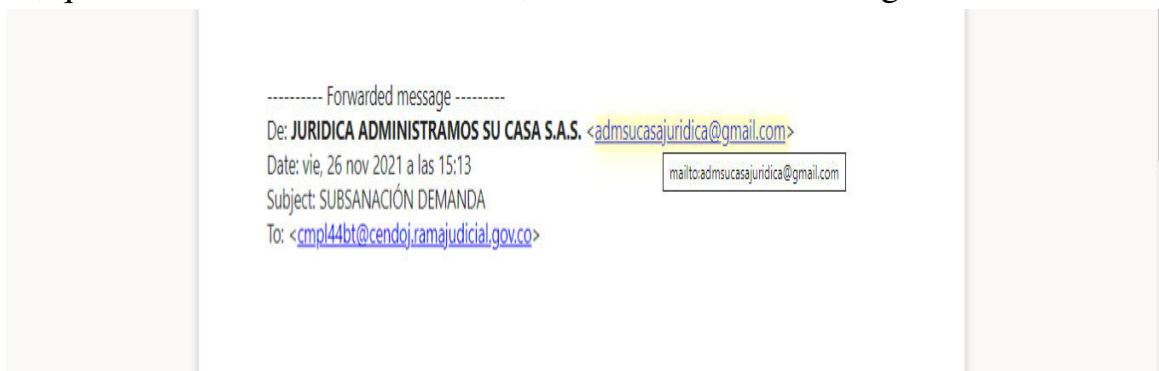 ---------- Forwarded message ---------
De: JURIDICA ADMINISTRAMOS SU CASA S.A.S. <admsucasajuridica@gmail.com>
Date: vie, 26 nov 2021 a las 15:13
mailto:admsucasajuridica@gmail.com
Subject: SUBSANACIÓN DEMANDA
To: <cmpl44bt@cendoj.ramajudicial.gov.co>